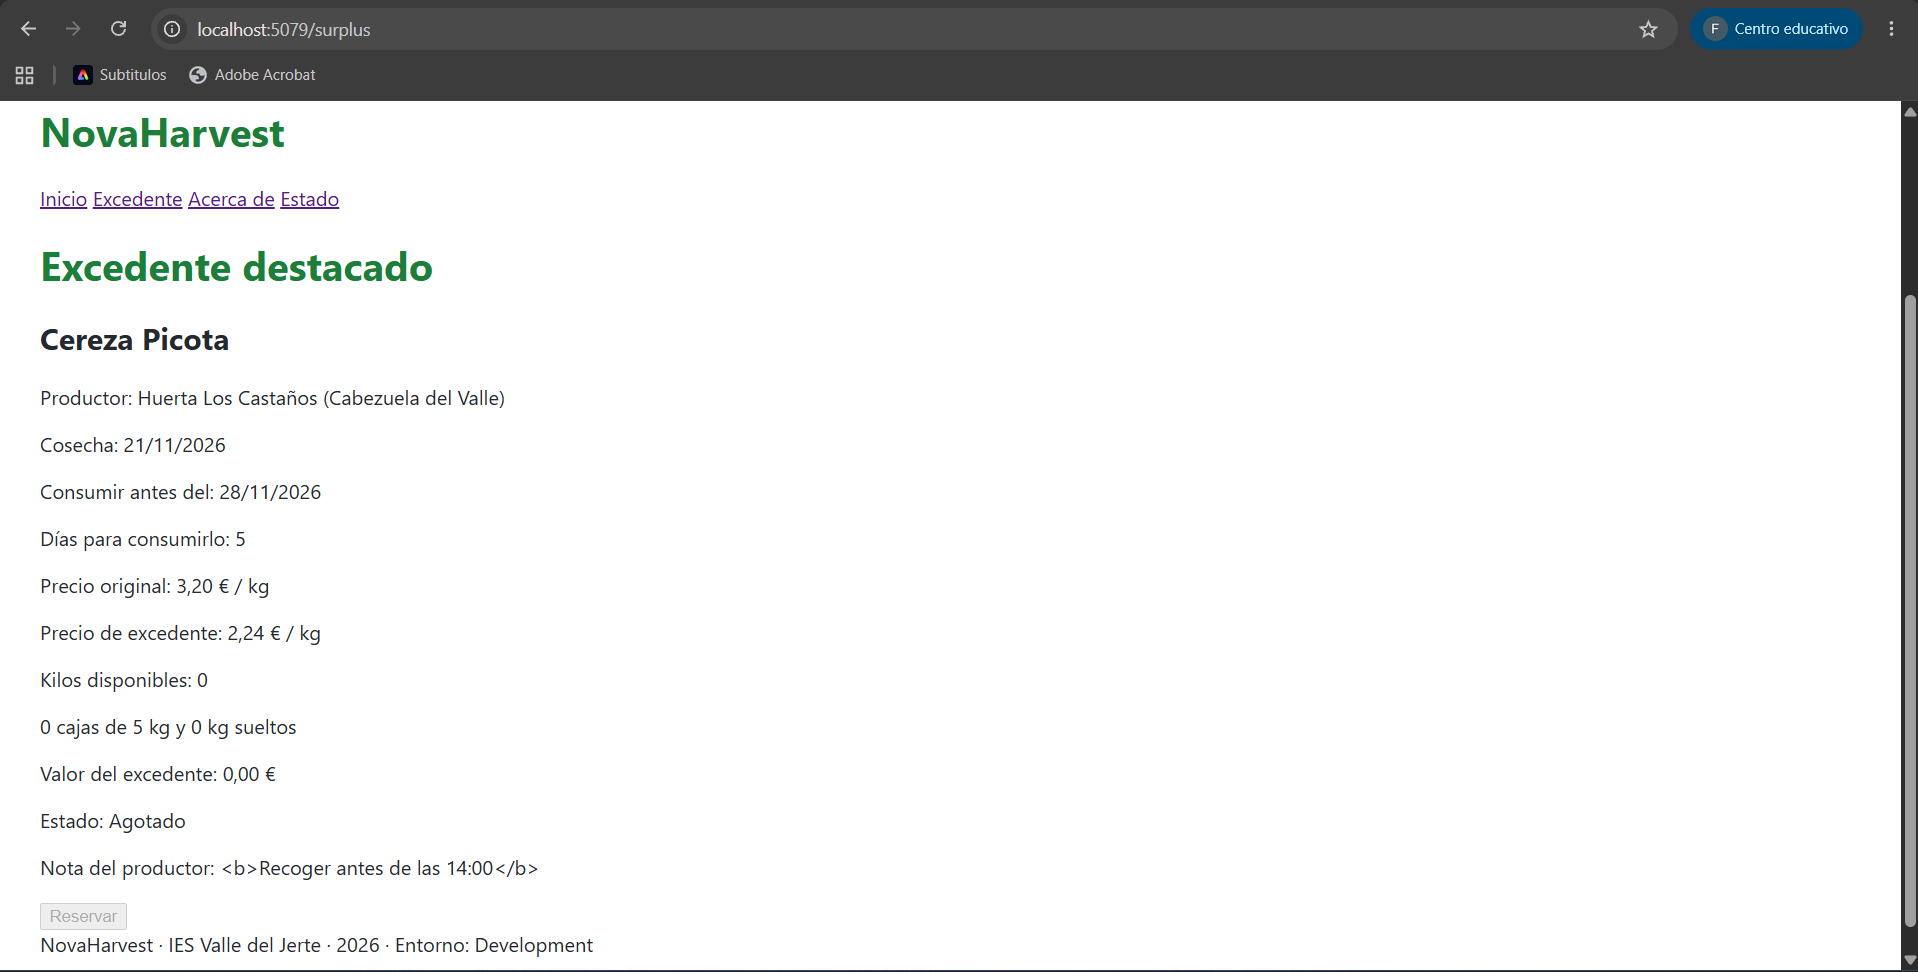 localhost:5079/surplus
F Centro educativo
Subtitulos Adobe Acrobat
NovaHarvest
Inicio Excedente Acerca de Estado
Excedente destacado
Cereza Picota
Productor: Huerta Los Castaños (Cabezuela del Valle)
Cosecha: 21/11/2026
Consumir antes del: 28/11/2026
Días para consumirlo: 5
Precio original: 3,20 € / kg
Precio de excedente: 2,24 € / kg
Kilos disponibles: 0
0 cajas de 5 kg y 0 kg sueltos
Valor del excedente: 0,00 €
Estado: Agotado
Nota del productor: <b>Recoger antes de las 14:00</b>
Reservar
NovaHarvest · IES Valle del Jerte · 2026 · Entorno: Development